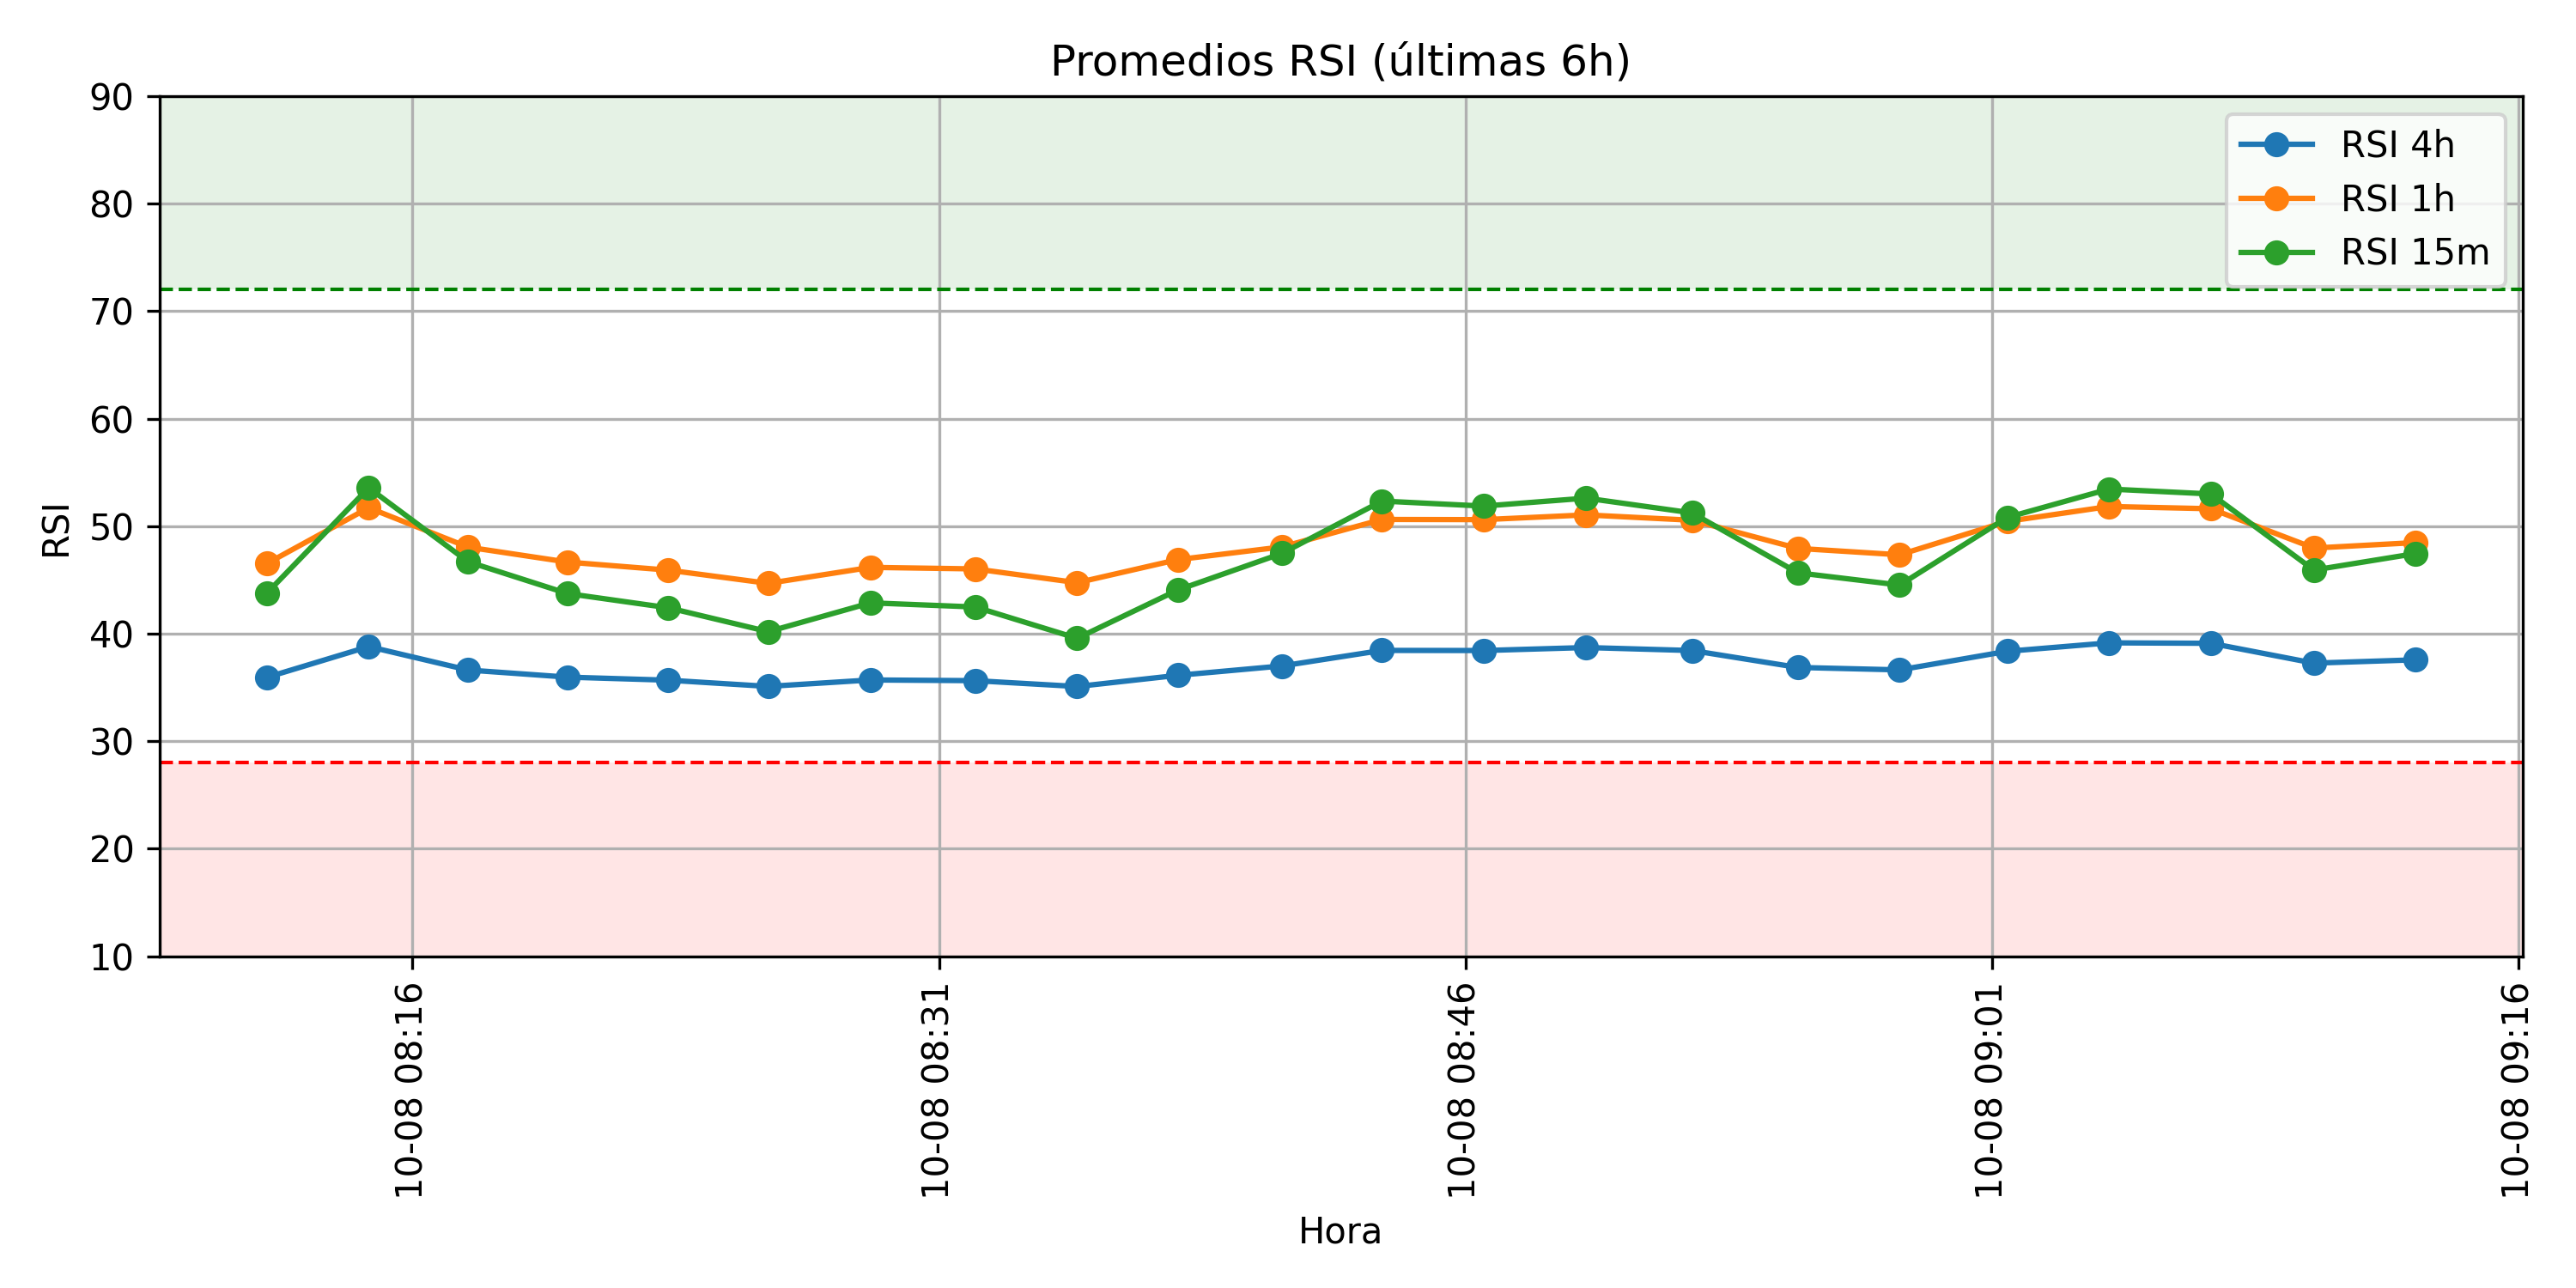 Promedios RSI (últimas 6h)
RSI 4h
RSI 1h
RSI 15m
RSI
90
80
70
60
50
40
30
20
10
10-08 08:16
10-08 08:31
10-08 08:46
10-08 09:01
10-08 09:16
Hora